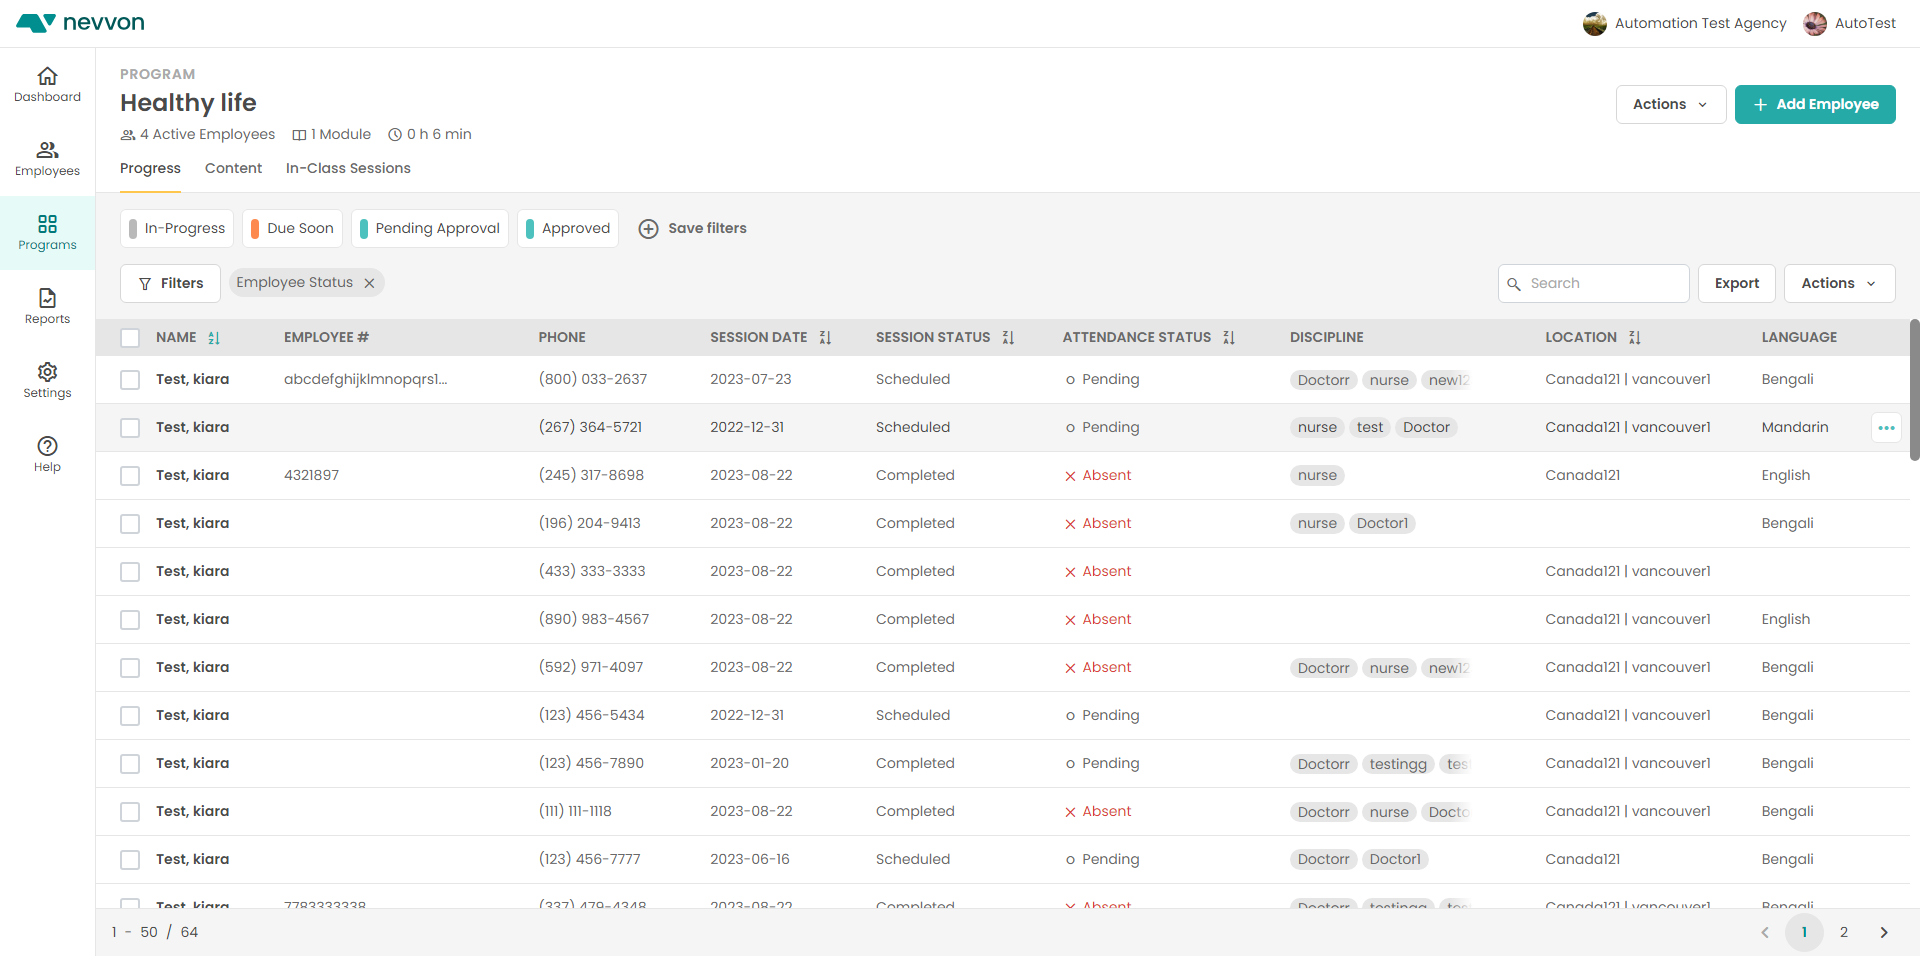 nevvon
Automation Test Agency AutoTest
Dashboard
Employees
Programs
Reports
Settings
Help
PROGRAM
Healthy life
4 Active Employees 1 Module 0 h 6 min
Actions + Add Employee
Progress Content In-Class Sessions
In-Progress Due Soon Pending Approval Approved Save filters
Filters Employee Status Search Export Actions
NAME EMPLOYEE # PHONE SESSION DATE SESSION STATUS ATTENDANCE STATUS DISCIPLINE LOCATION LANGUAGE
Test, kiara abcdefghijklmnopqrs1... (800) 033-2637 2023-07-23 Scheduled Pending Doctorr nurse new12 Canada121 | vancouver1 Bengali
Test, kiara (267) 364-5721 2022-12-31 Scheduled Pending nurse test Doctor Canada121 | vancouver1 Mandarin
Test, kiara 4321897 (245) 317-8698 2023-08-22 Completed Absent nurse Canada121 English
Test, kiara (196) 204-9413 2023-08-22 Completed Absent nurse Doctor1 Bengali
Test, kiara (433) 333-3333 2023-08-22 Completed Absent Canada121 | vancouver1
Test, kiara (890) 983-4567 2023-08-22 Completed Absent Canada121 | vancouver1 English
Test, kiara (592) 971-4097 2023-08-22 Completed Absent Doctorr nurse new12 Canada121 | vancouver1 Bengali
Test, kiara (123) 456-5434 2022-12-31 Scheduled Pending Canada121 | vancouver1 Bengali
Test, kiara (123) 456-7890 2023-01-20 Completed Pending Doctorr testingg tes Canada121 | vancouver1 Bengali
Test, kiara (111) 111-1118 2023-08-22 Completed Absent Doctorr nurse Docto Canada121 | vancouver1 Bengali
Test, kiara (123) 456-7777 2023-06-16 Scheduled Pending Doctorr Doctor1 Canada121 Bengali
Test, kiara 7783333338 (337) 479-4348 2023-08-22 Completed Absent Doctorr testingg tes Canada121 | vancouver1 Bengali
1 - 50 / 64 1 2